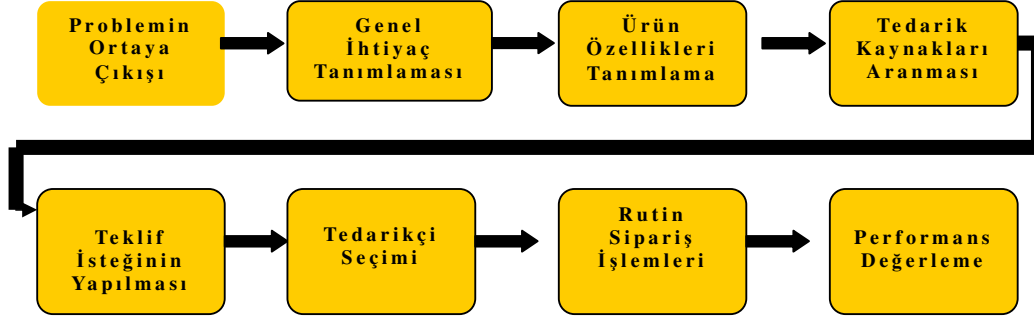 Problemin
Ortaya
Çıkışı
Genel
İhtiyaç
Tanımlaması
Ürün
Özellikleri
Tanımlama
Tedarik
Kaynakları
Aranması
Teklif
İsteğinin
Yapılması
Tedarikçi
Seçimi
Rutin
Sipariş
İşlemleri
Performans
Değerleme